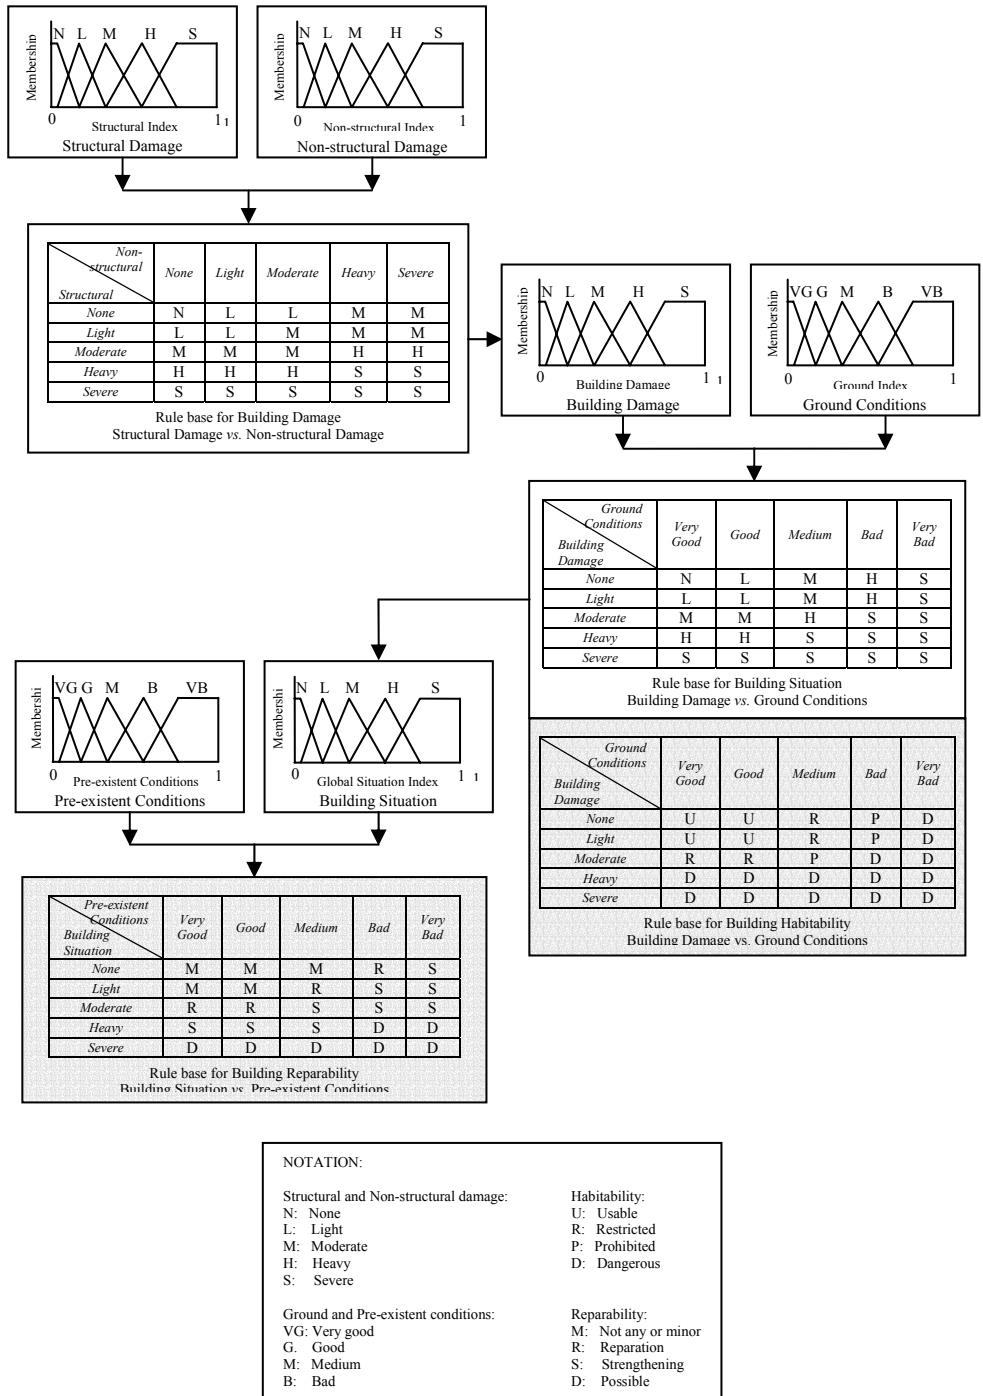 N L M H S
Membership
0 Structural Index 1 1
Structural Damage
N L M H S
Membership
0 Non-structural Index 1
Non-structural Damage
Non-
structural
Structural
None Light Moderate Heavy Severe
None N L L M M
Light L L M M M
Moderate M M M H H
Heavy H H H S S
Severe S S S S S
Rule base for Building Damage
Structural Damage vs. Non-structural Damage
N L M H S
Membership
0 Building Damage 1 1
Building Damage
VG G M B VB
Membership
0 Ground Index 1
Ground Conditions
Ground
Conditions
Building
Damage
Very
Good
Good Medium Bad
Very
Bad
None N L M H S
Light L L M H S
Moderate M M H S S
Heavy H H S S S
Severe S S S S S
Rule base for Building Situation
Building Damage vs. Ground Conditions
Ground
Conditions
Building
Damage
Very
Good
Good Medium Bad
Very
Bad
None U U R P D
Light U U R P D
Moderate R R P D D
Heavy D D D D D
Severe D D D D D
Rule base for Building Habitability
Building Damage vs. Ground Conditions
VG G M B VB
Membershi
0 Pre-existent Conditions 1
Pre-existent Conditions
N L M H S
Membershi
0 Global Situation Index 1 1
Building Situation
Pre-existent
Conditions
Building
Situation
Very
Good
Good Medium Bad
Very
Bad
None M M M R S
Light M M R S S
Moderate R R S S S
Heavy S S S D D
Severe D D D D D
Rule base for Building Reparability
Building Situation vs. Pre-existent Conditions
NOTATION:
Structural and Non-structural damage:
N: None
L: Light
M: Moderate
H: Heavy
S: Severe
Habitability:
U: Usable
R: Restricted
P: Prohibited
D: Dangerous
Ground and Pre-existent conditions:
VG: Very good
G. Good
M: Medium
B: Bad
Reparability:
M: Not any or minor
R: Reparation
S: Strengthening
D: Possible